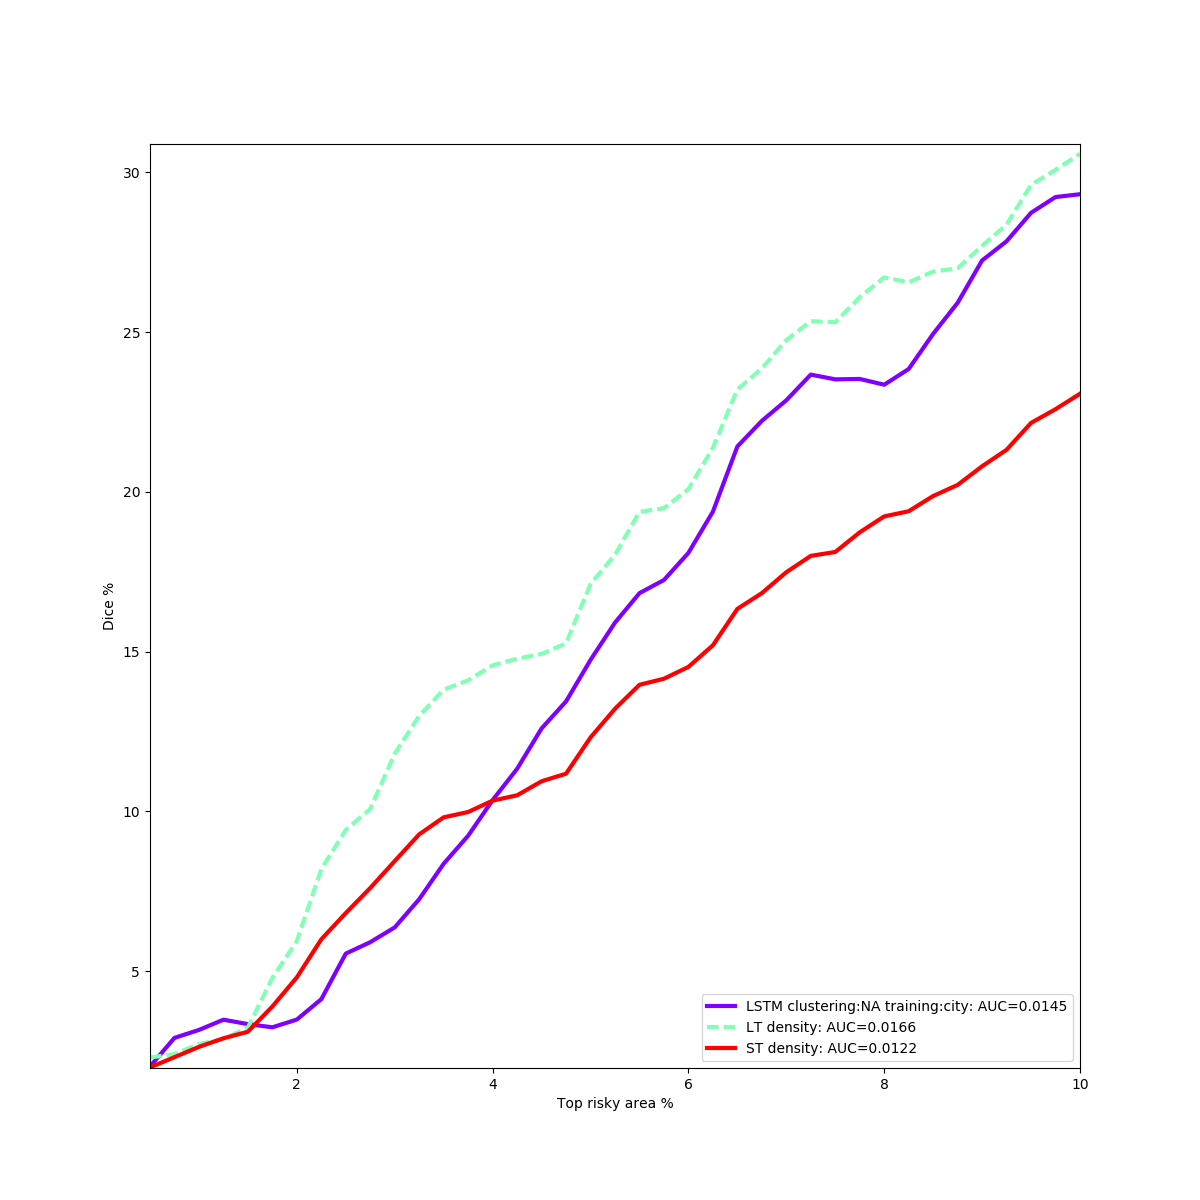 30
25
20
15
10
5
Dice %
2
4
6
8
10
Top risky area %
LSTM clustering:NA training:city: AUC=0.0145
LT density: AUC=0.0166
ST density: AUC=0.0122